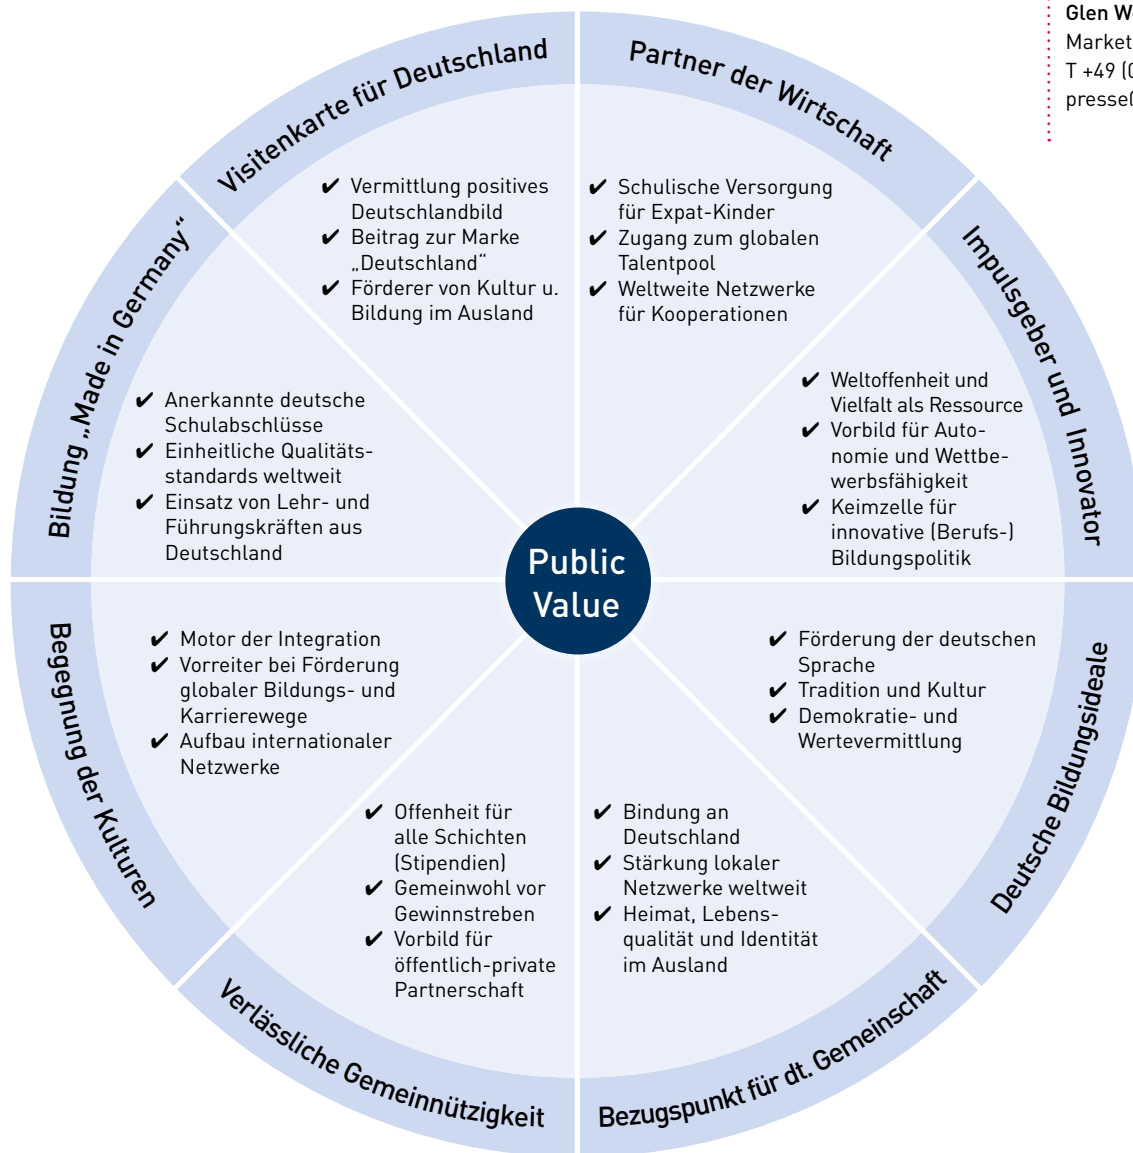 Glen
Market
T +49 (0
presse
Visitenkarte für Deutschland
✔ Vermittlung positives
Deutschlandbild
✔ Beitrag zur Marke
„Deutschland“
✔ Förderer von Kultur u.
Bildung im Ausland
Partner der Wirtschaft
✔ Schulische Versorgung
für Expat-Kinder
✔ Zugang zum globalen
Talentpool
✔ Weltweite Netzwerke
für Kooperationen
Impulsgeber und Innovator
✔ Weltoffenheit und
Vielfalt als Ressource
✔ Vorbild für Auto-
nomie und Wettbe-
werbsfähigkeit
✔ Keimzelle für
innovative (Berufs-)
Bildungspolitik
Deutsche Bildungsideale
✔ Förderung der deutschen
Sprache
✔ Tradition und Kultur
✔ Demokratie- und
Wertevermittlung
Bezugspunkt für dt. Gemeinschaft
✔ Bindung an
Deutschland
✔ Stärkung lokaler
Netzwerke weltweit
✔ Heimat, Lebens-
qualität und Identität
im Ausland
Verlässliche Gemeinnützigkeit
✔ Offenheit für
alle Schichten
(Stipendien)
✔ Gemeinwohl vor
Gewinnstreben
✔ Vorbild für
öffentlich-private
Partnerschaft
Begegnung der Kulturen
✔ Motor der Integration
✔ Vorreiter bei Förderung
globaler Bildungs- und
Karrierewege
✔ Aufbau internationaler
Netzwerke
Bildung „Made in Germany“
✔ Anerkannte deutsche
Schulabschlüsse
✔ Einheitliche Qualitäts-
standards weltweit
✔ Einsatz von Lehr- und
Führungskräften aus
Deutschland
Public
Value